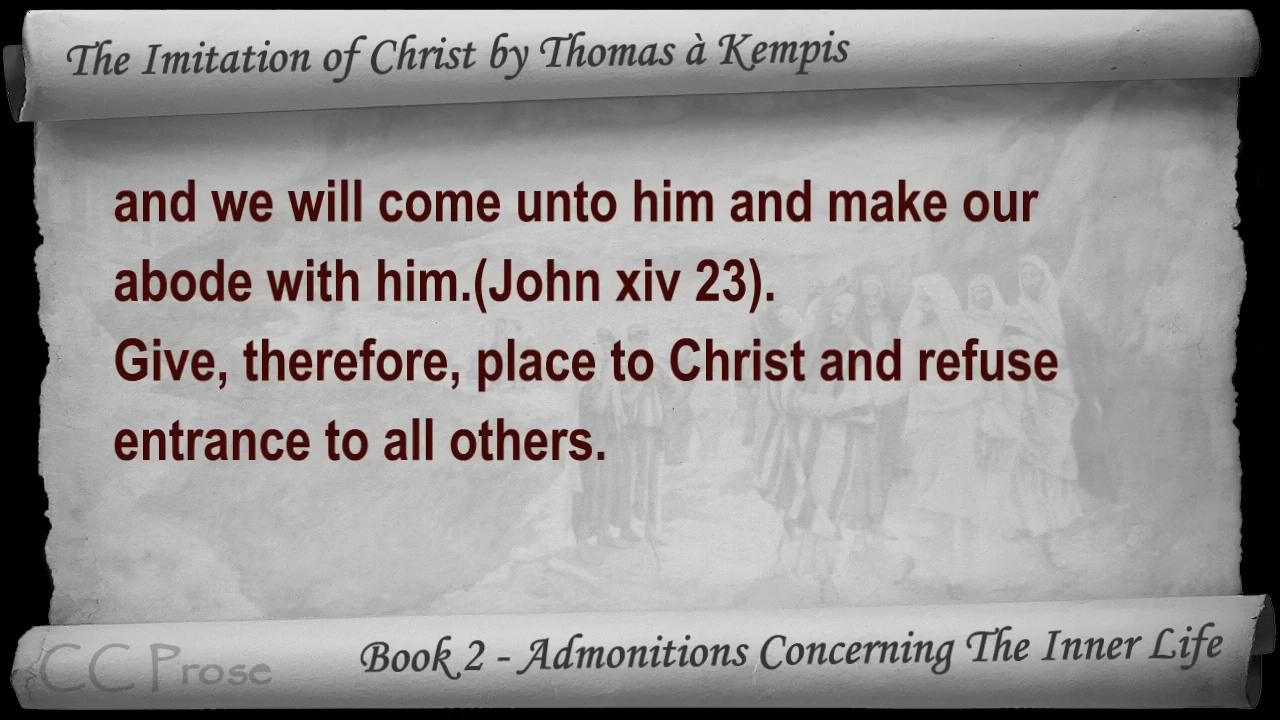 The Imitation of Christ by Thomas à Kempis
and we will come unto him and make our
abode with him.(John xiv 23).
Give, therefore, place to Christ and refuse
entrance to all others.
CC Prose
Book 2 - Admonitions Concerning The Inner Life